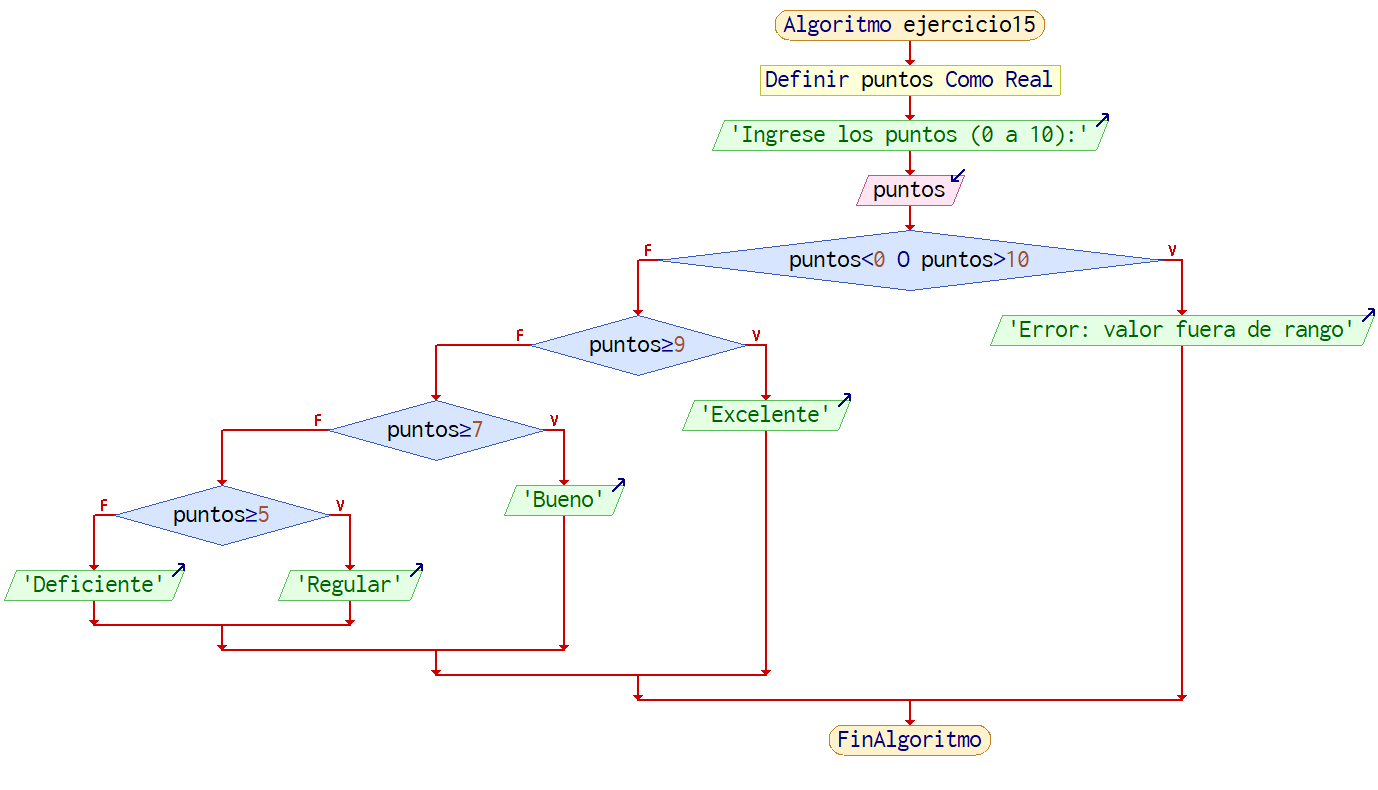 Algoritmo ejercicio15
Definir puntos Como Real
'Ingrese los puntos (0 a 10):'
puntos
F
V
puntos<0 O puntos>10
'Error: valor fuera de rango'
F
V
puntos≥9
'Excelente'
F
V
puntos≥7
'Bueno'
F
V
puntos≥5
'Deficiente'
'Regular'
FinAlgoritmo